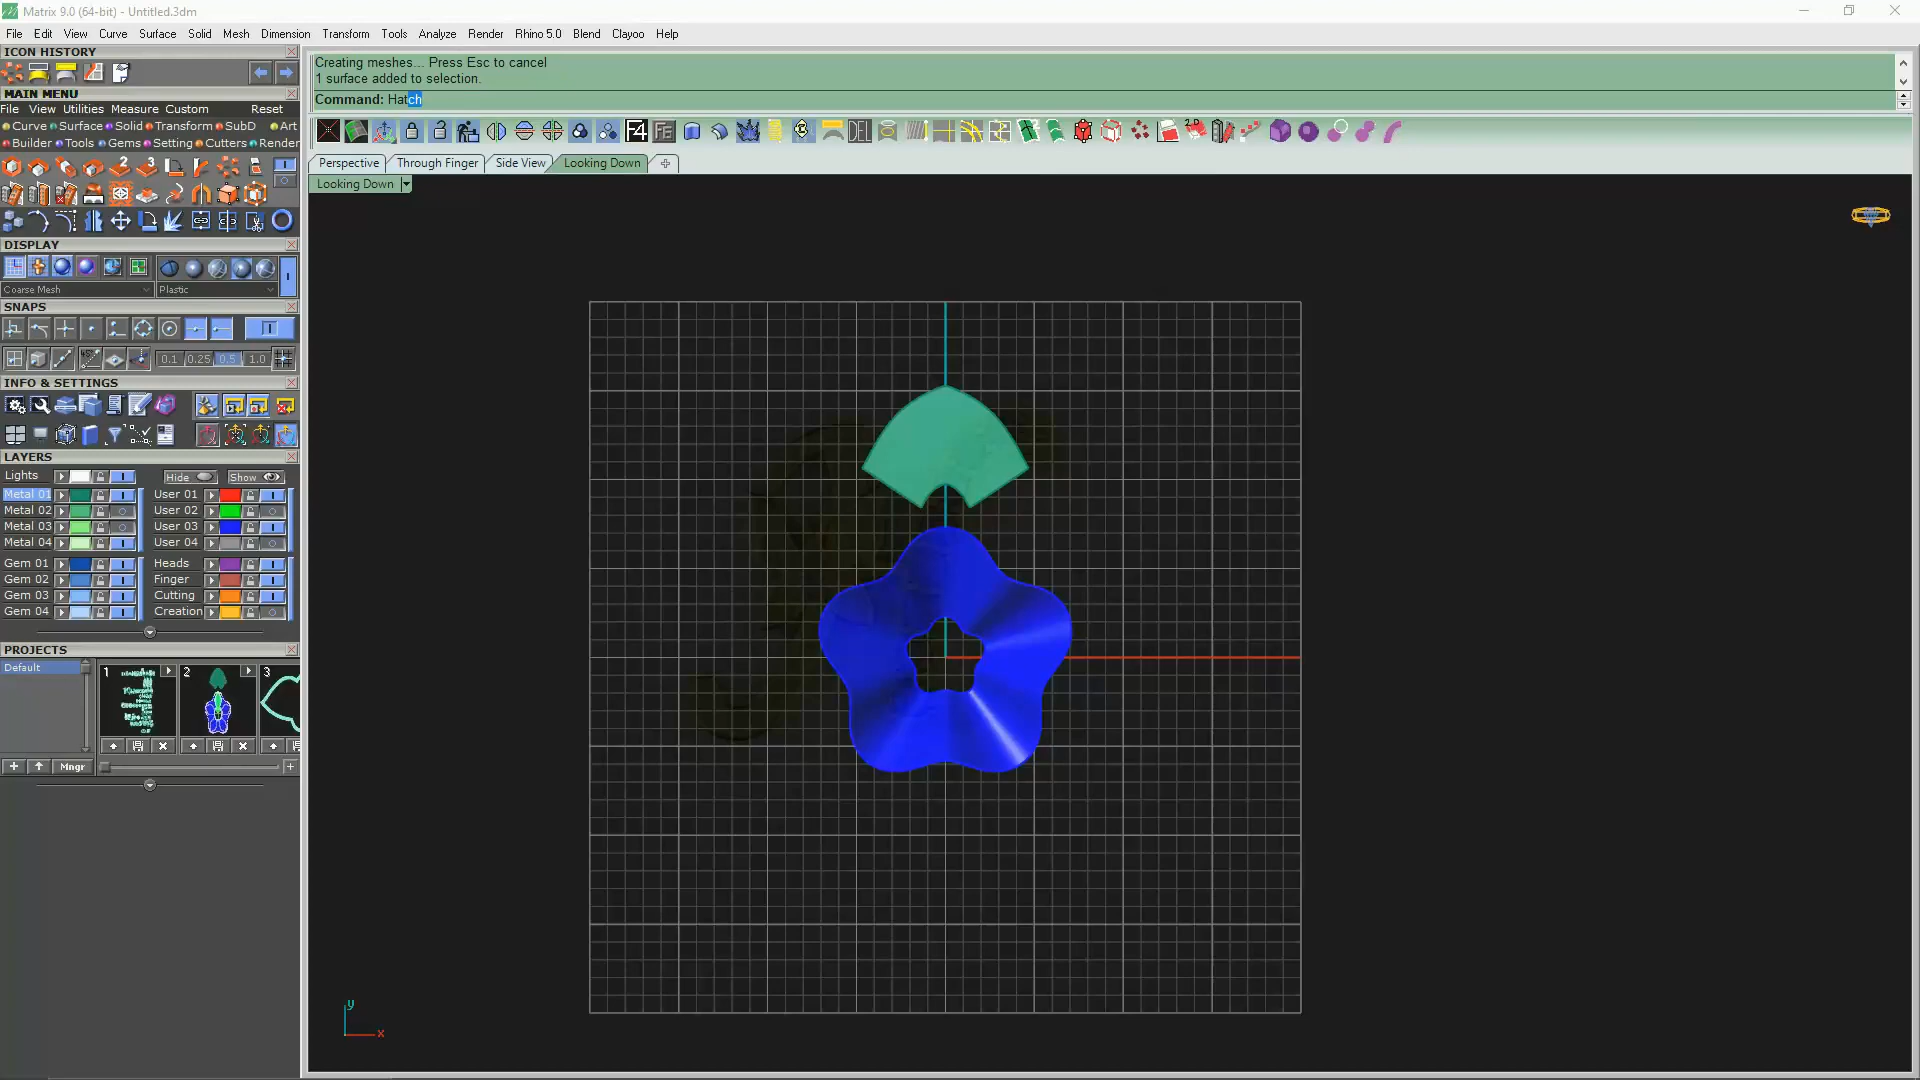 Matrix 9.0 (64-bit) - Untitled.3dm
File Edit View Curve Surface Solid Mesh Dimension Transform Tools Analyze Render Rhino 5.0 Blend Clayoo Help
ICON HISTORY
Creating meshes... Press Esc to cancel
1 surface added to selection.
Command: Hatch
MAIN MENU
File View Utilities Measure Custom Reset
Curve Surface Solid Transform SubD Art
Builder Tools Gems Setting Cutters Render
F4
DEL
Perspective Through Finger Side View Looking Down
Looking Down
DISPLAY
Coarse Mesh Plastic
SNAPS
0.1 0.25 0.5 1.0
INFO & SETTINGS
LAYERS
Lights Hide Show
Metal 01 User 01
Metal 02 User 02
Metal 03 User 03
Metal 04 User 04
Gem 01 Heads
Gem 02 Finger
Gem 03 Cutting
Gem 04 Creation
PROJECTS
Default
1 2 3
Mngr
y
x